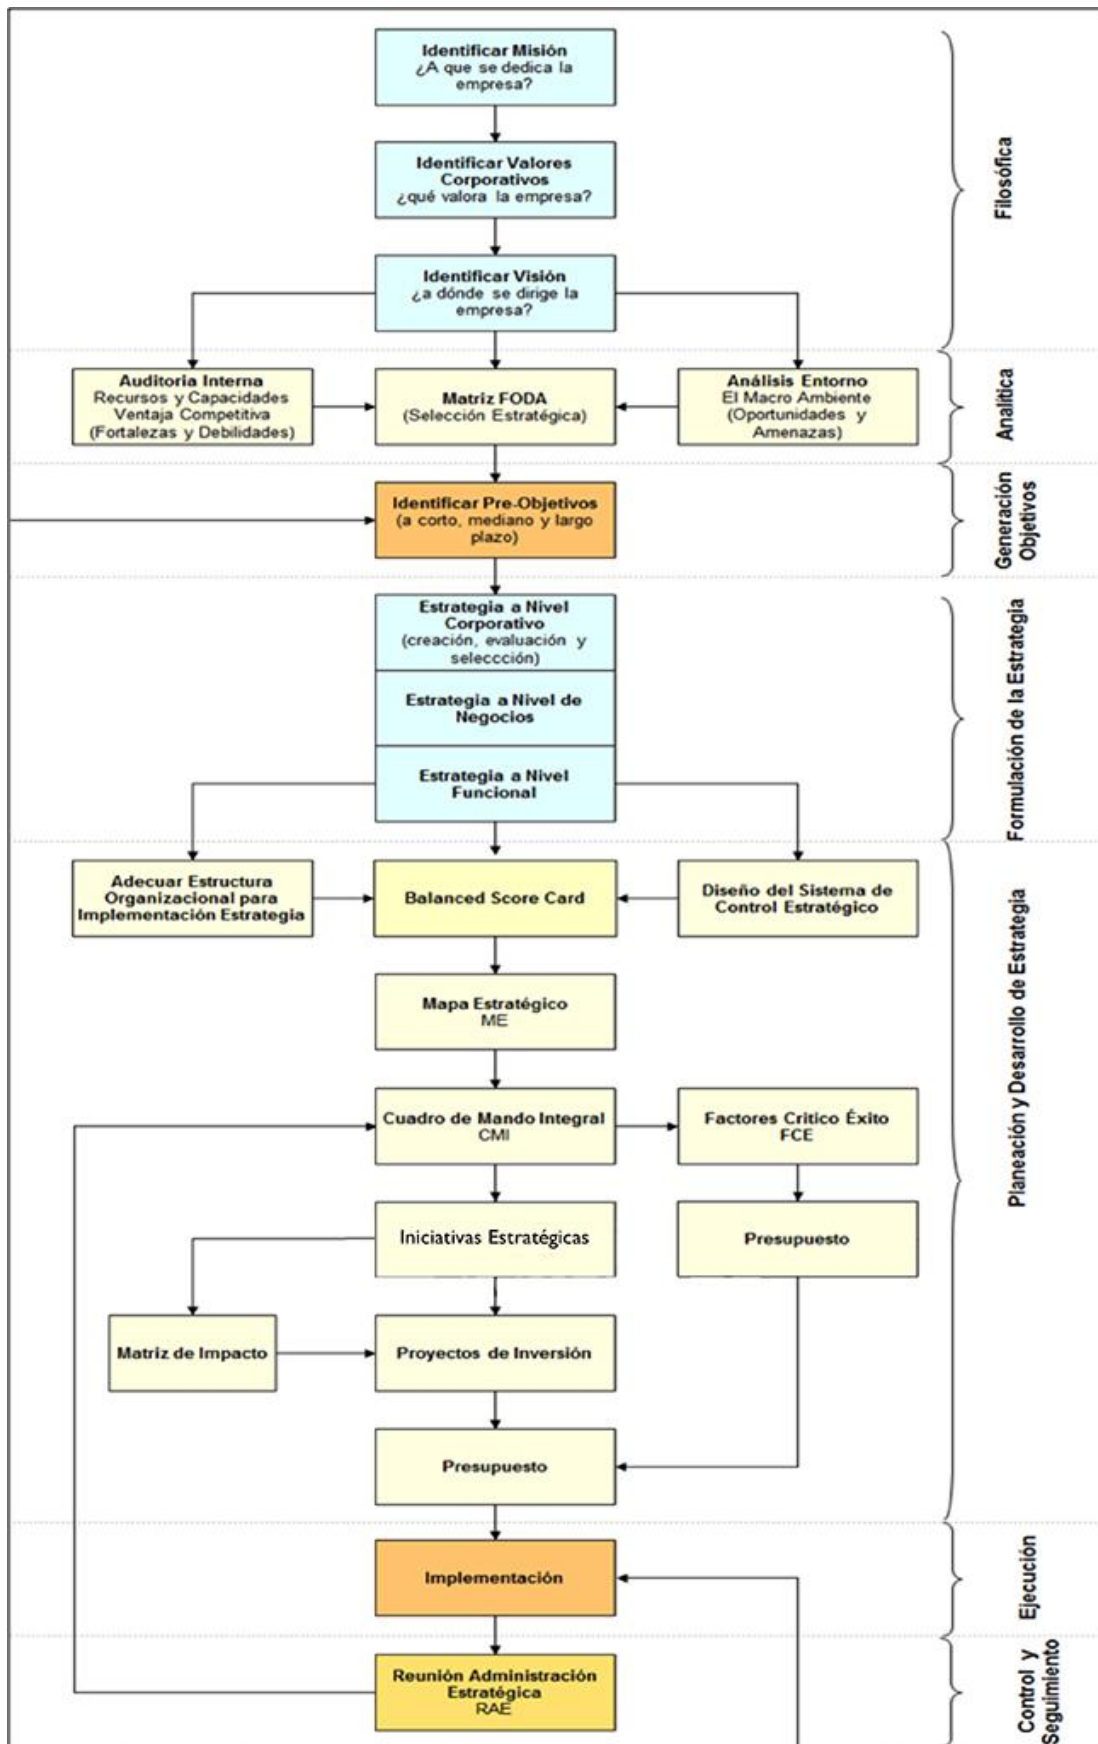 Identificar Misión
¿A que se dedica la
empresa?
Identificar Valores
Corporativos
¿qué valora la empresa?
Identificar Visión
¿a dónde se dirige la
empresa?
Filosófica
Auditoria Interna
Recursos y Capacidades
Ventaja Competitiva
(Fortalezas y Debilidades)
Matriz FODA
(Selección Estratégica)
Análisis Entorno
El Macro Ambiente
(Oportunidades y
Amenazas)
Analítica
Identificar Pre-Objetivos
(a corto, mediano y largo
plazo)
Generación
Objetivos
Estrategia a Nivel
Corporativo
(creación, evaluación y
seleccción)
Estrategia a Nivel de
Negocios
Estrategia a Nivel
Funcional
Formulación de la Estrategia
Adecuar Estructura
Organizacional para
Implementación Estrategia
Balanced Score Card
Diseño del Sistema de
Control Estratégico
Mapa Estratégico
ME
Cuadro de Mando Integral
CMI
Factores Critico Éxito
FCE
Iniciativas Estratégicas
Presupuesto
Matriz de Impacto
Proyectos de Inversión
Presupuesto
Planeación y Desarrollo de Estrategia
Implementación
Ejecución
Reunión Administración
Estratégica
RAE
Control y
Seguimiento